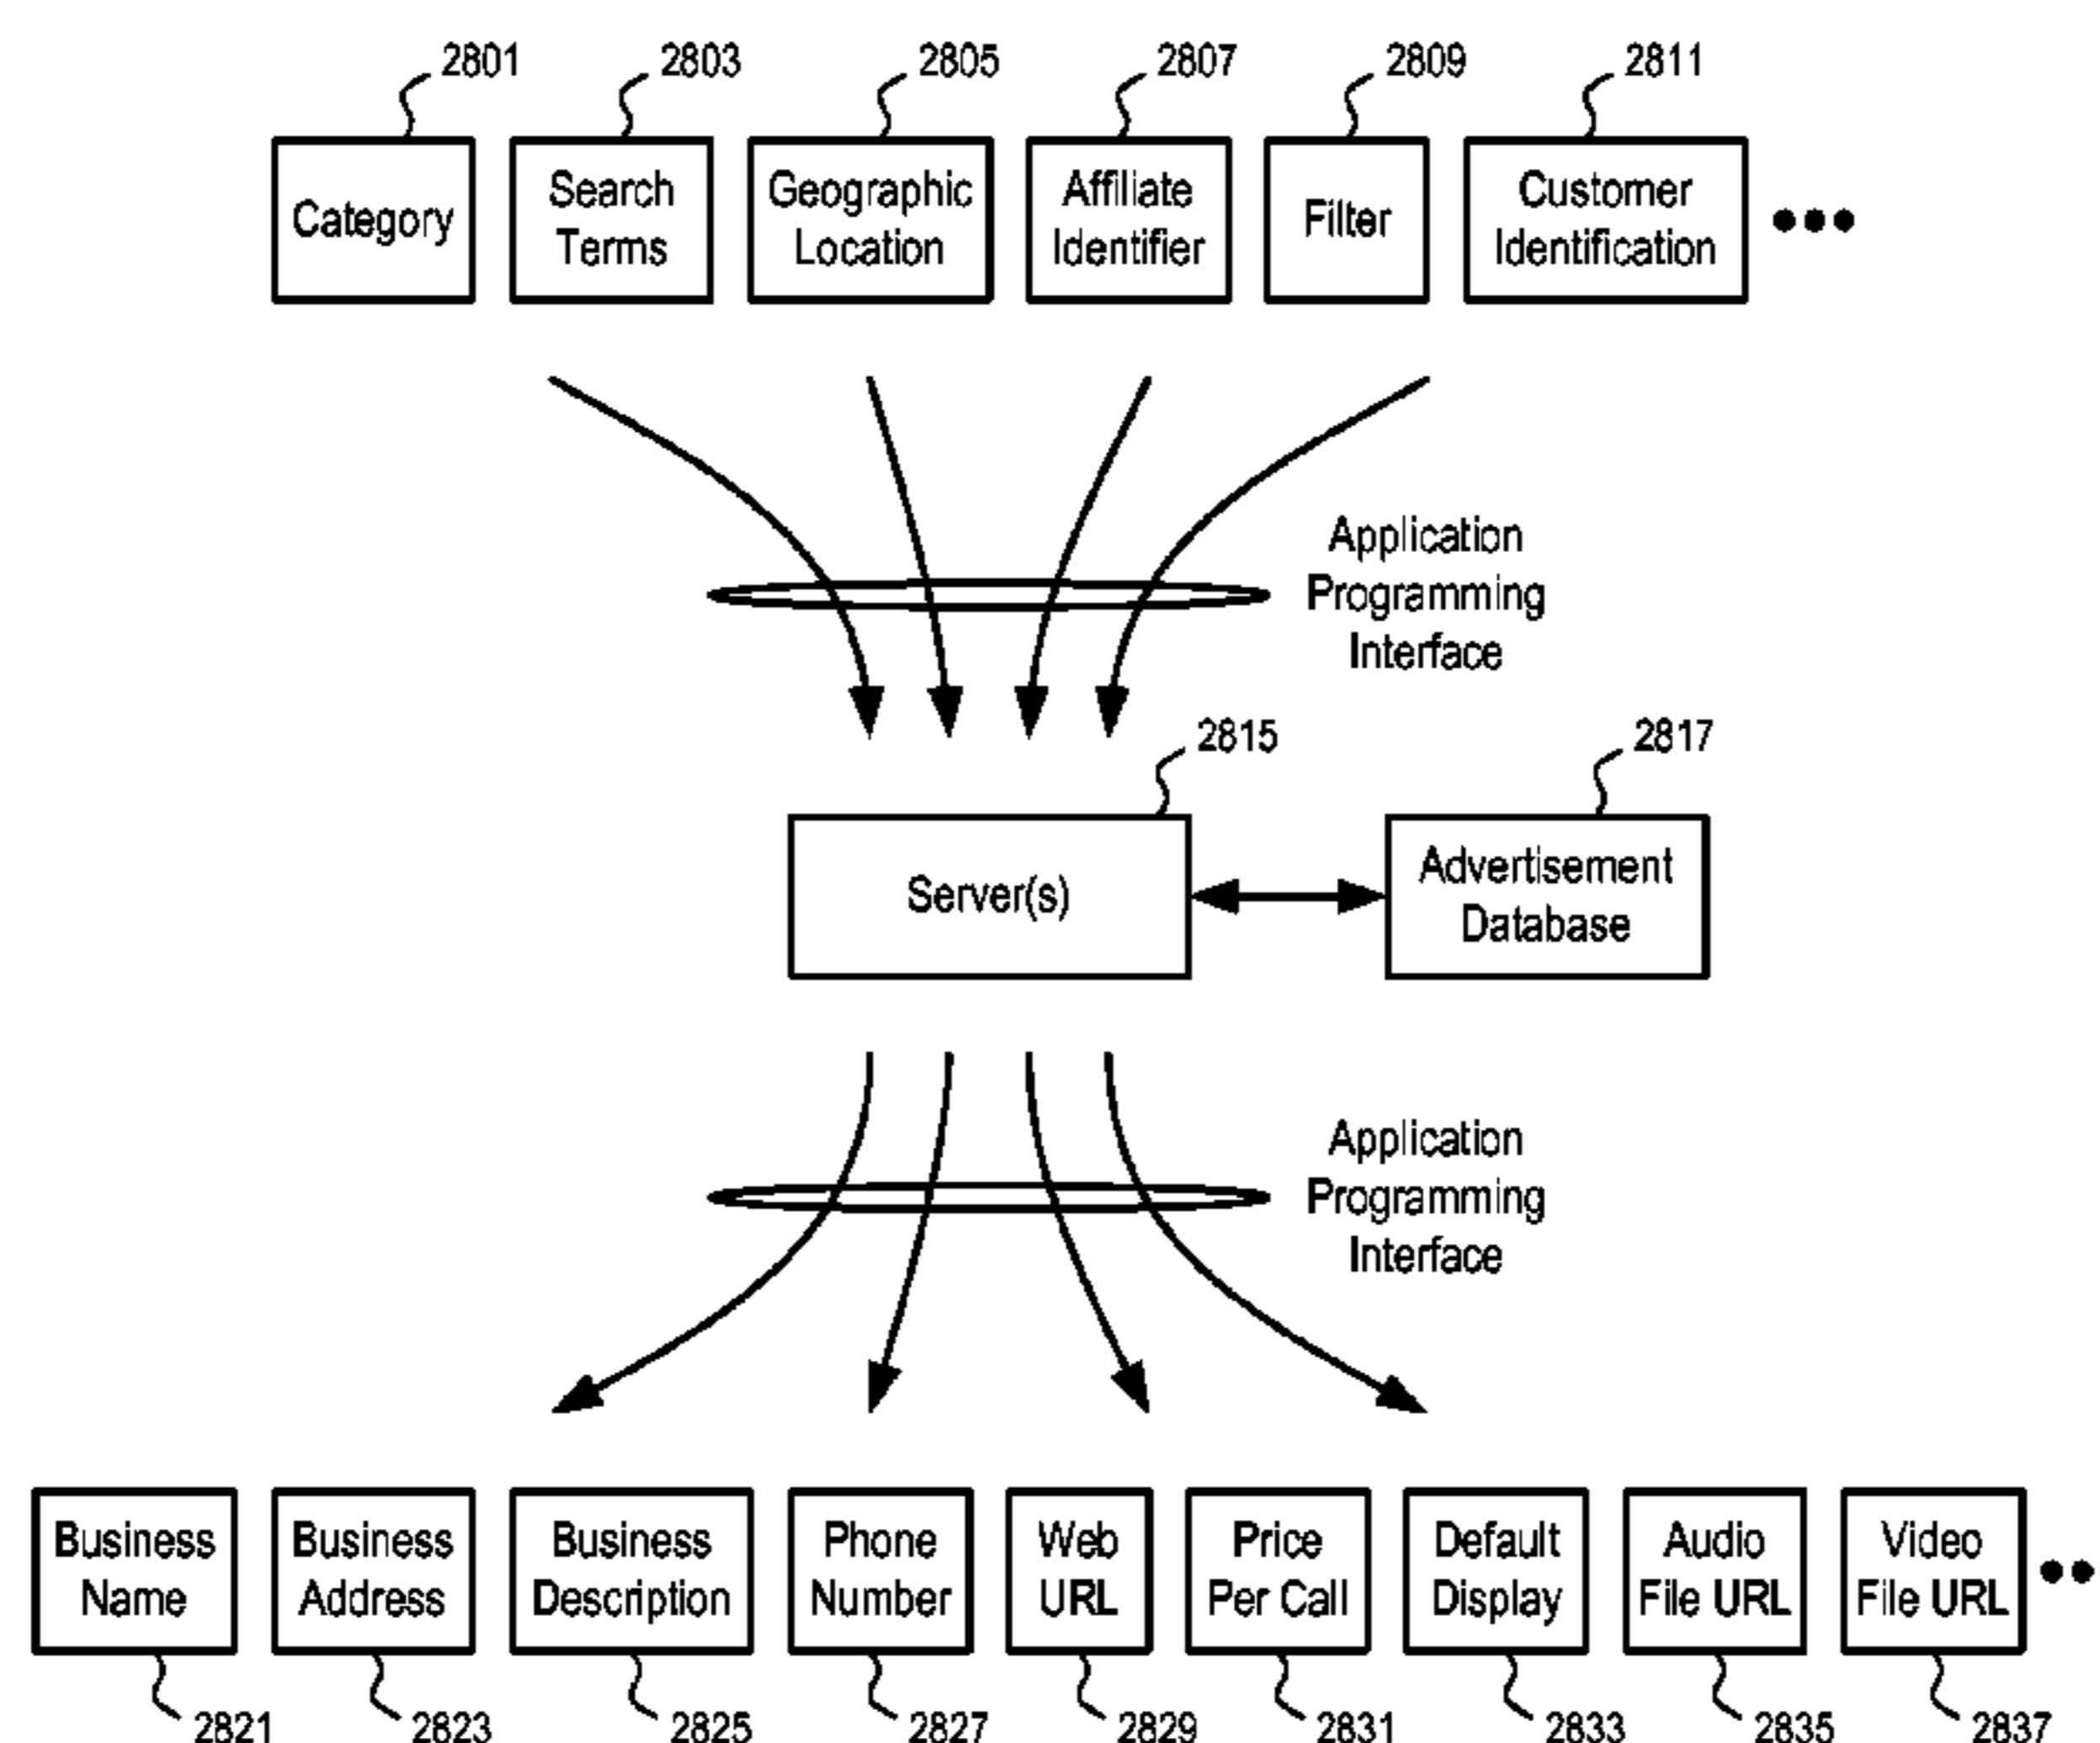 2801
2803
2805
2807
2809
2811
Category
Search
Terms
Geographic
Location
Affiliate
Identifier
Filter
Customer
Identification
Application
Programming
Interface
2815
2817
Server(s)
Advertisement
Database
Application
Programming
Interface
Business
Name
Business
Address
Business
Description
Phone
Number
Web
URL
Price
Per Call
Default
Display
Audio
File URL
Video
File URL
2821
2823
2825
2827
2829
2831
2833
2835
2837